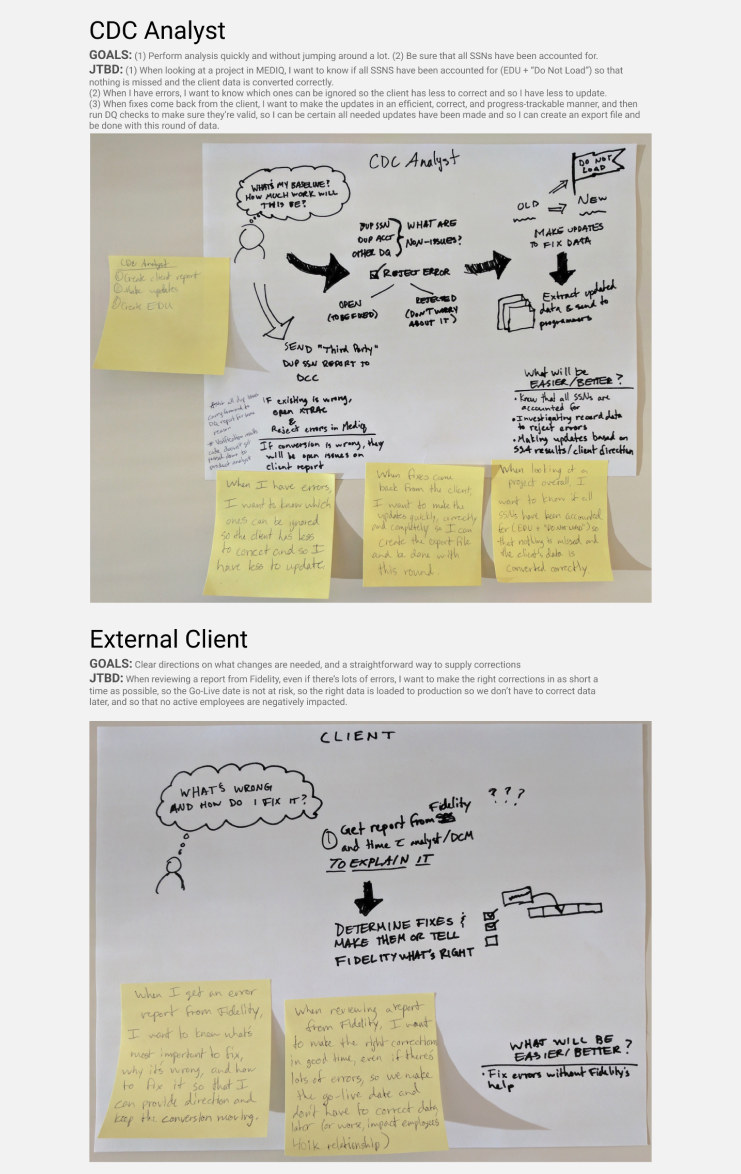 CDC Analyst
GOALS: (1) Perform analysis quickly and without jumping around a lot. (2) Be sure that all SSNs have been accounted for.
JTBD: (1) When looking at a project in MEDIQ, I want to know if all SSNS have been accounted for (EDU + “Do Not Load”) so that
nothing is missed and the client data is converted correctly.
(2) When I have errors, I want to know which ones can be ignored so the client has less to correct and so I have less to update.
(3) When fixes come back from the client, I want to make the updates in an efficient, correct, and progress-trackable manner, and then
run DQ checks to make sure they're valid, so I can be certain all needed updates have been made and so I can create an export file and
be done with this round of data.
CDC Analyst
WHAT'S MY BASELINE?
HOW MUCH WORK WILL
THIS BE?
DO NOT
LOAD
OLD
NEW
MAKE UPDATES
TO FIX DATA
DUP SSN
DUP ACCT
OTHER DQ
WHAT ARE
NON-ISSUES?
REJECT ERROR
OPEN
(TO BE FIXED)
REJECTED
(DON'T WORRY
ABOUT IT)
Extract updated
data & send to
programmers
CDC Analyst
① Create client report
② Make updates
③ Create EDU
SEND "Third Party"
DUP SSN REPORT TO
DCC
IF existing is wrong,
open XTRAC
&
Reject errors in Mediq
If conversion is wrong, they
will be open issues on
client report
What will be
EASIER/BETTER?
• Know that all SSNs are
accounted for
• Investigating record data
to reject errors
• Making updates based on
SSA results/client direction
When I have errors,
I want to know which
ones can be ignored
so the client has less
to correct and so I
have less to update
When fixes come
back from the client,
I want to make the
updates quickly, correctly
and completely so I can
create the export file
and be done with
this round.
When looking at a
project overall, I
want to know if all
SSNs have been accounted
for (EDU + "Do not load") so
that nothing is missed and
the client's data is
converted correctly.
External Client
GOALS: Clear directions on what changes are needed, and a straightforward way to supply corrections
JTBD: When reviewing a report from Fidelity, even if there's lots of errors, I want to make the right corrections in as short a
time as possible, so the Go-Live date is not at risk, so the right data is loaded to production so we don't have to correct data
later, and so that no active employees are negatively impacted.
CLIENT
WHAT'S WRONG
AND HOW DO I FIX IT?
???
① Get report from Fidelity
and time c analyst/DCM
TO EXPLAIN IT
DETERMINE FIXES &
MAKE THEM OR TELL
FIDELITY WHAT'S RIGHT
When I get an error
report from Fidelity,
I want to know what's
most important to fix,
why it's wrong, and how
to fix it so that I
can provide direction and
keep the conversion moving.
When reviewing a report
from Fidelity, I want
to make the right corrections
in good time, even if there's
lots of errors, so we make
the go-live date and
don't have to correct data
later (or worse, impact employees
401k relationship)
WHAT WILL BE
EASIER/BETTER?
• Fix errors without Fidelity's
help